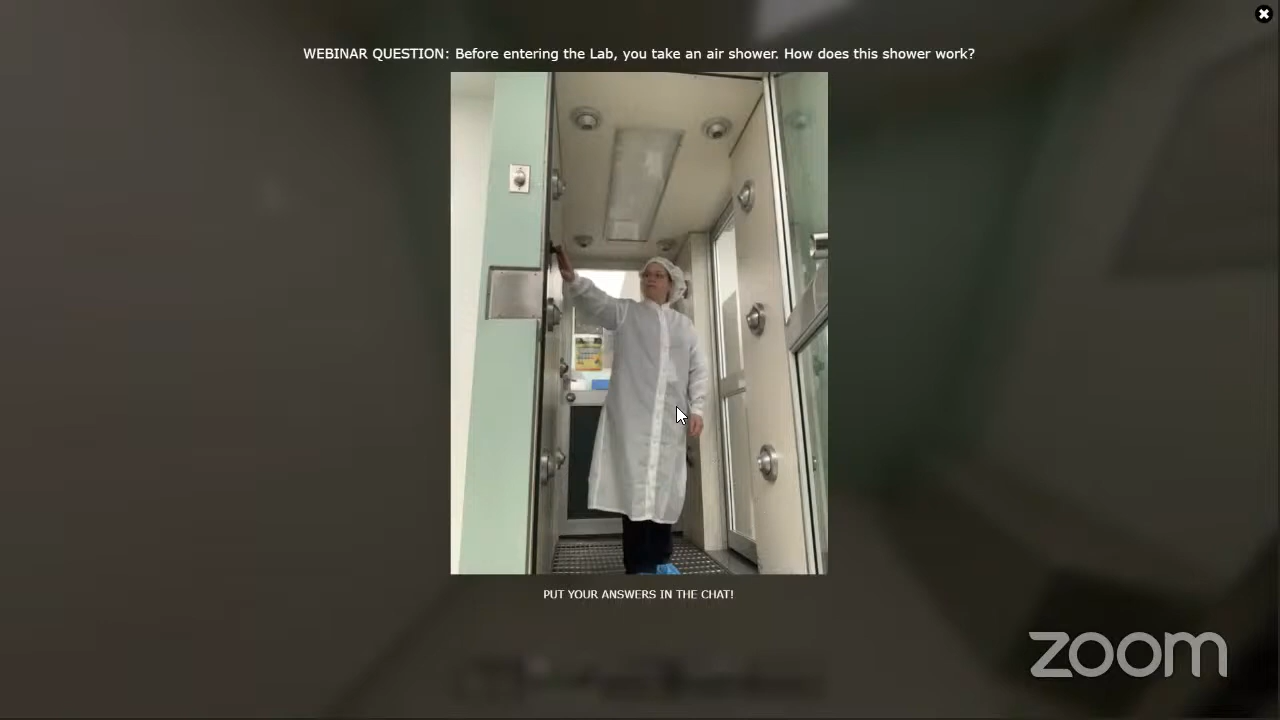 WEBINAR QUESTION: Before entering the Lab, you take an air shower. How does this shower work?
PUT YOUR ANSWERS IN THE CHAT!
zoom